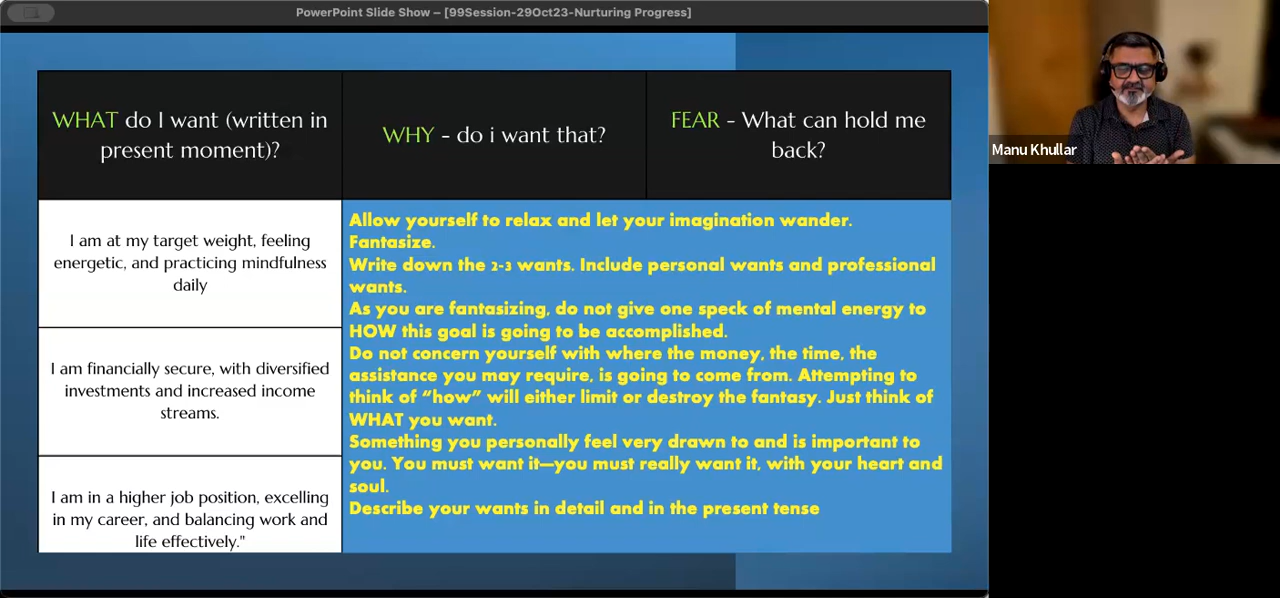 PowerPoint Slide Show – [99Session-29Oct23-Nurturing Progress]
WHAT do I want (written in
present moment)?
WHY - do i want that?
FEAR - What can hold me
back?
I am at my target weight, feeling
energetic, and practicing mindfulness
daily
I am financially secure, with diversified
investments and increased income
streams.
I am in a higher job position, excelling
in my career, and balancing work and
life effectively."
Allow yourself to relax and let your imagination wander.
Fantasize.
Write down the 2-3 wants. Include personal wants and professional
wants.
As you are fantasizing, do not give one speck of mental energy to
HOW this goal is going to be accomplished.
Do not concern yourself with where the money, the time, the
assistance you may require, is going to come from. Attempting to
think of “how” will either limit or destroy the fantasy. Just think of
WHAT you want.
Something you personally feel very drawn to and is important to
you. You must want it—you must really want it, with your heart and
soul.
Describe your wants in detail and in the present tense
Manu Khullar